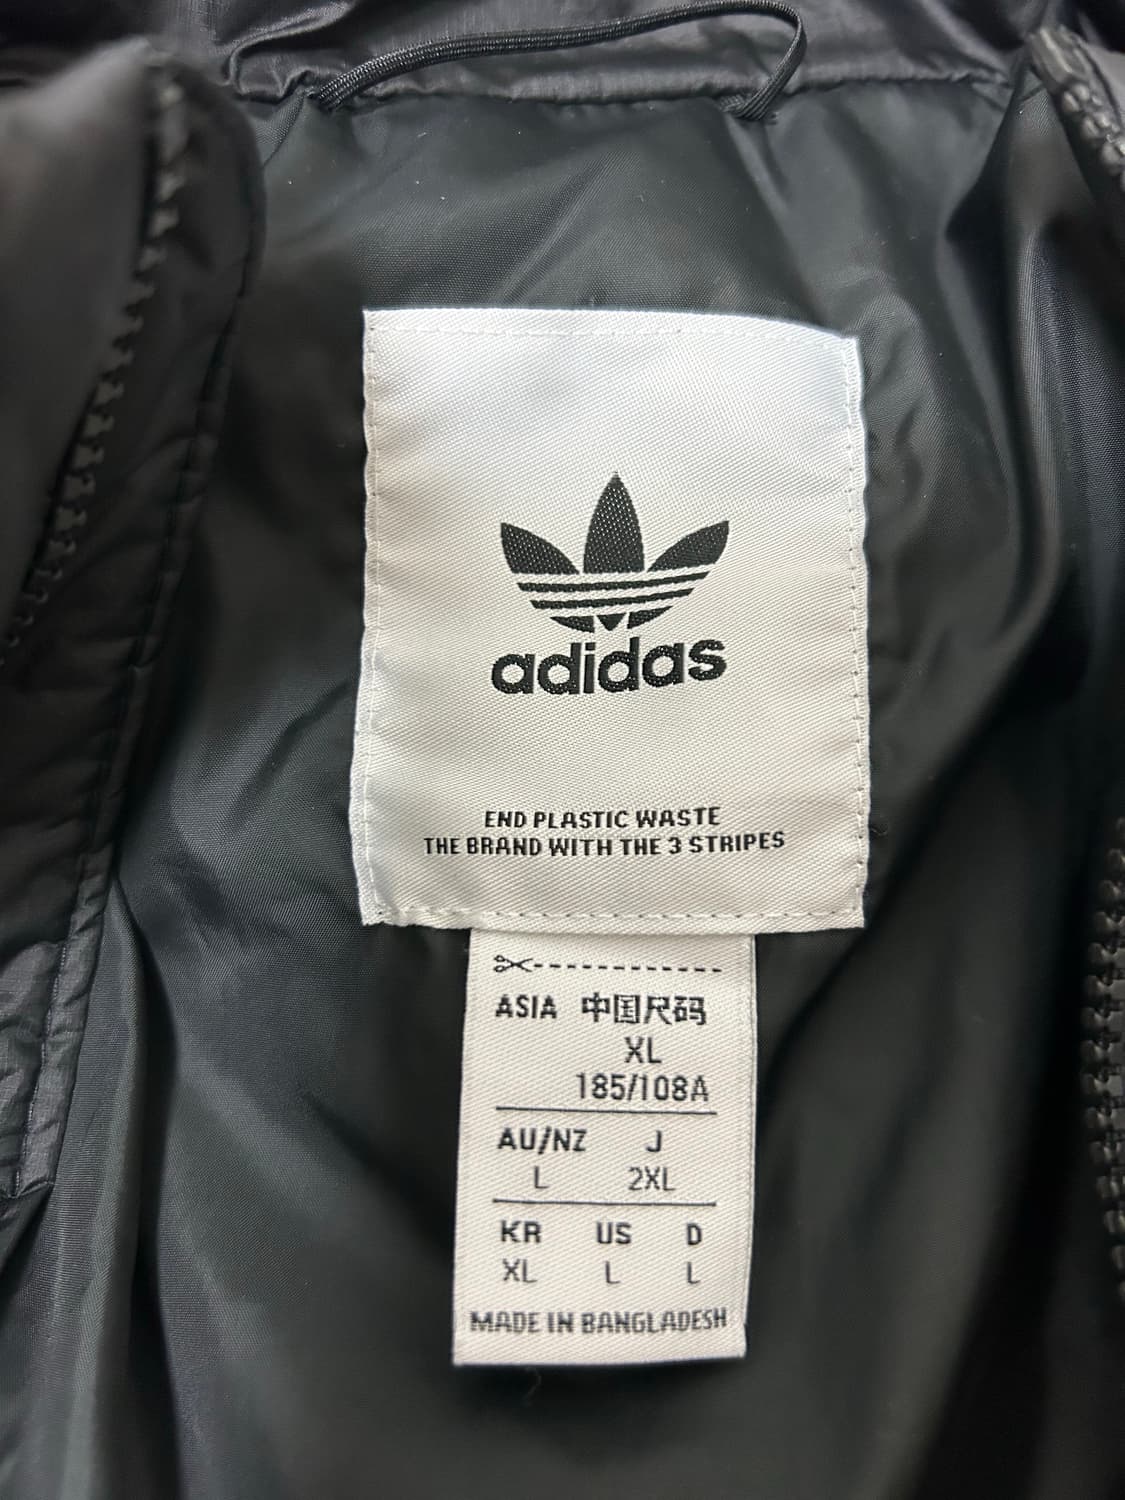 adidas
END PLASTIC WASTE
THE BRAND WITH THE 3 STRIPES
ASIA 中国尺码
XL
185/108A
AU/NZ J
L 2XL
KR US D
XL L L
MADE IN BANGLADESH